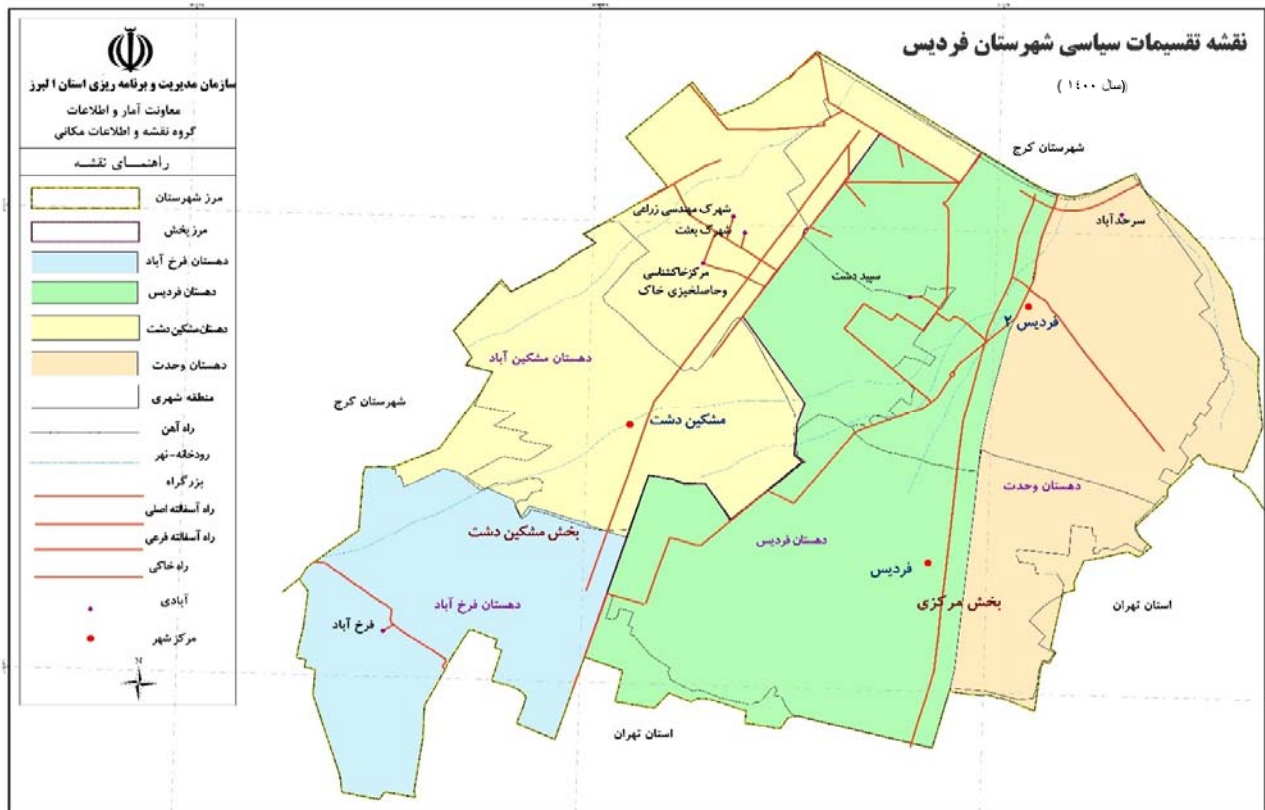 نقشه تقسیمات سیاسی شهرستان فردیس
(سال ١٤٠٠)
سازمان مدیریت و برنامه ریزی استان البرز
معاونت آمار و اطلاعات
گروه نقشه و اطلاعات مکانی
راهنمای نقشه
مرز شهرستان
مرز بخش
دهستان فرخ آباد
دهستان فردیس
دهستان مشکین دشت
دهستان وحدت
منطقه شهری
راه آهن
رودخانه-نهر
بزرگراه
راه آسفالته اصلی
راه آسفالته فرعی
راه خاکی
آبادی
مرکز شهر
N
شهرستان کرج
سرحدآباد
شهرک مهندسی زراعی
شهرک بعثت
مرکز خاکشناسی
وحاصلخیزی خاک
سپید دشت
فردیس ۲
دهستان مشکین آباد
شهرستان کرج
مشکین دشت
دهستان وحدت
بخش مشکین دشت
دهستان فردیس
فردیس
بخش مرکزی
استان تهران
دهستان فرخ آباد
فرخ آباد
استان تهران